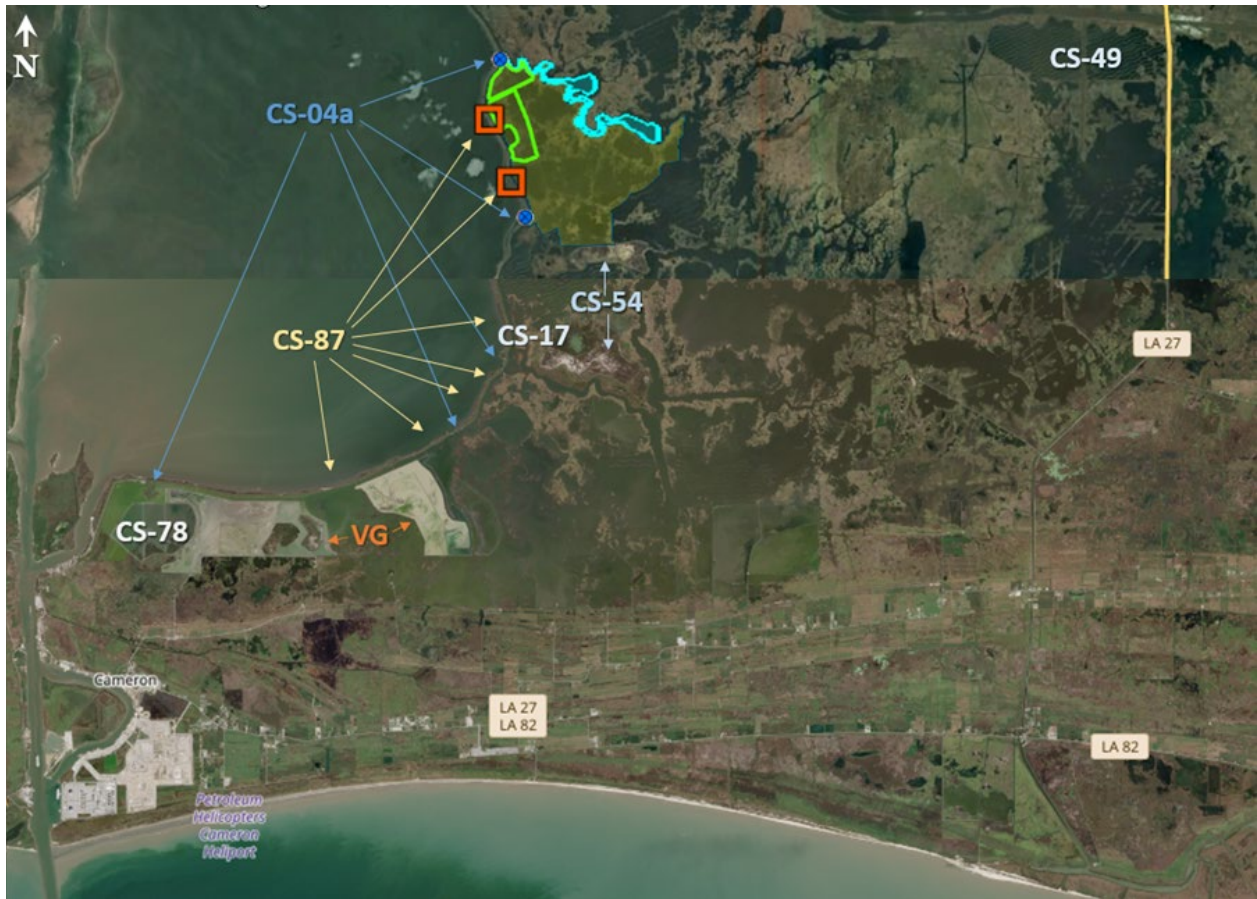 N
CS-49
CS-04a
CS-54
CS-87
CS-17
LA 27
CS-78
VG
Cameron
LA 27
LA 82
LA 82
Petroleum
Helicopters
Cameron
Heliport